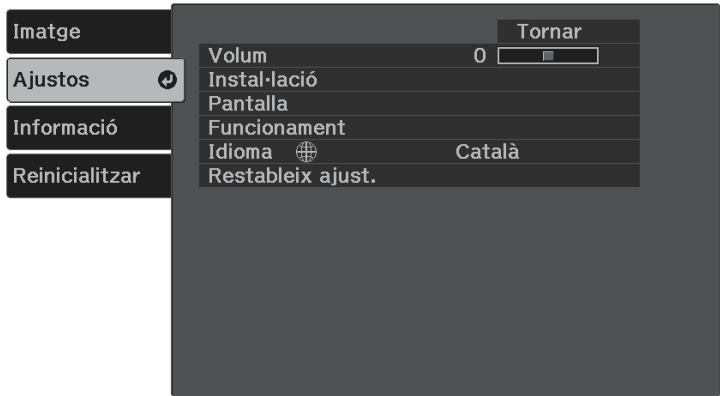 Imatge
Ajustos
Informació
Reinicialitzar
Tornar
Volum 0
Instal·lació
Pantalla
Funcionament
Idioma Català
Restableix ajust.